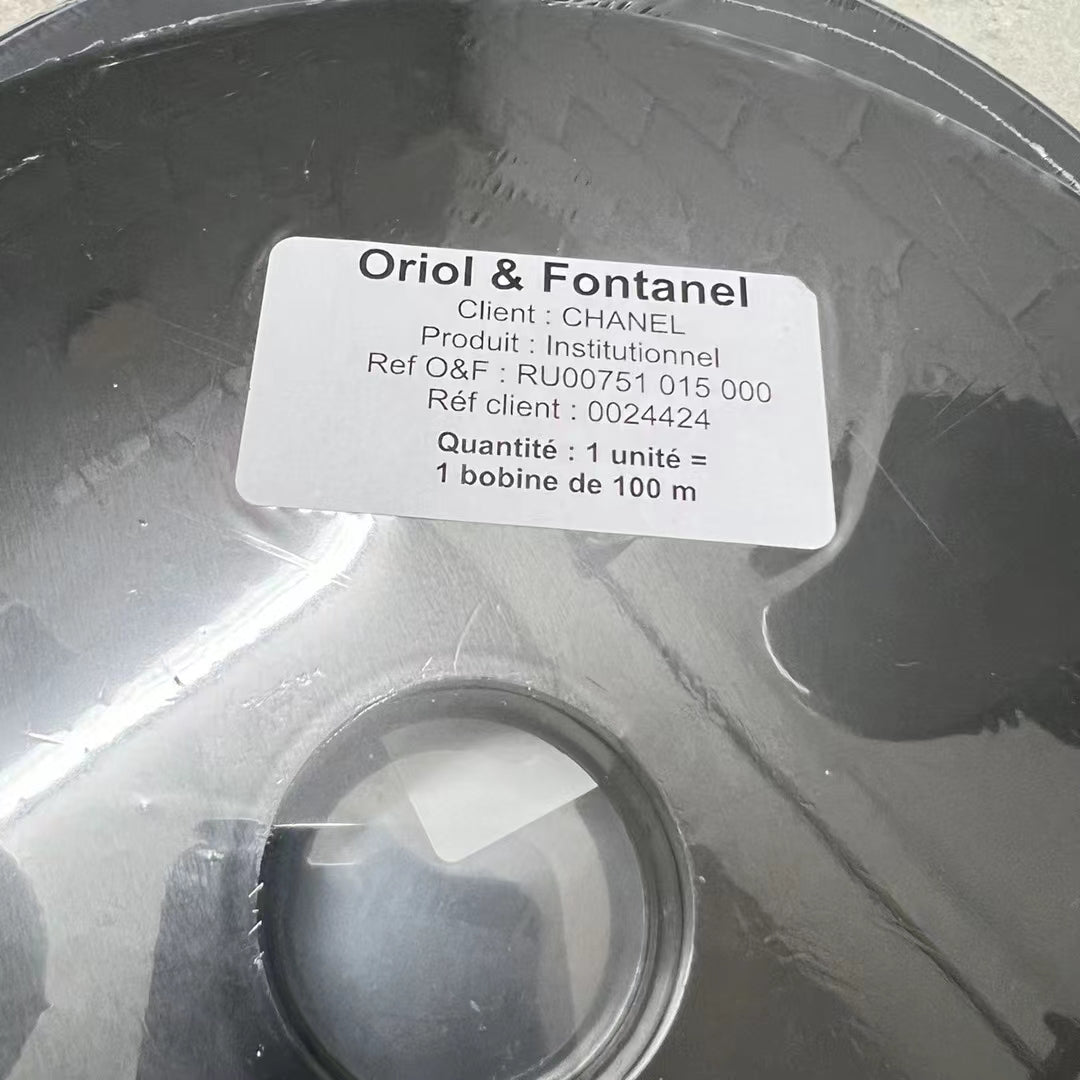 Oriol & Fontanel
Client : CHANEL
Produit : Institutionnel
Ref O&F : RU00751 015 000
Réf client : 0024424
Quantité : 1 unité =
1 bobine de 100 m